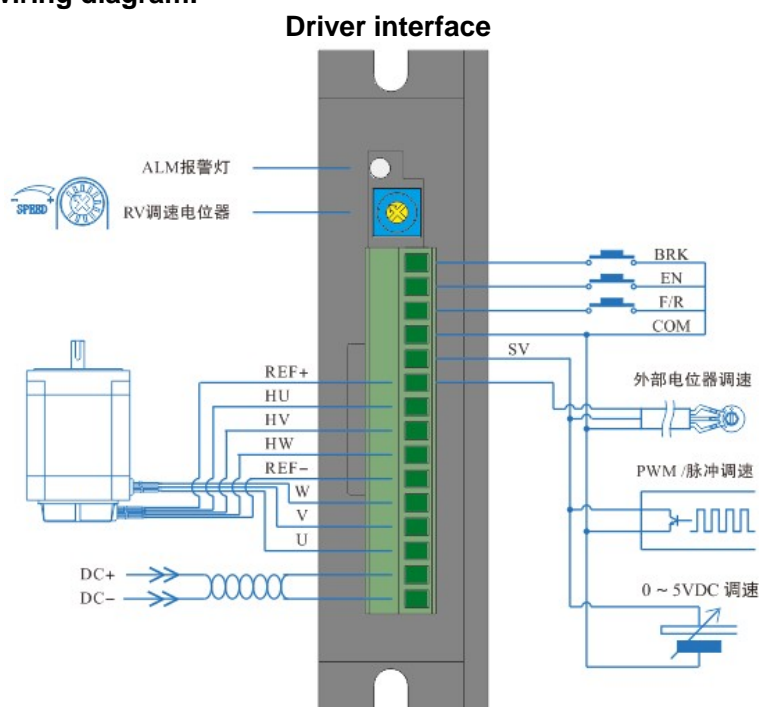 wiring diagram:
Driver interface
ALM报警灯
SPEED
RV调速电位器
BRK
EN
F/R
COM
SV
REF+
HU
HV
HW
REF-
W
V
U
DC+
DC-
外部电位器调速
PWM /脉冲调速
0 ~ 5VDC 调速